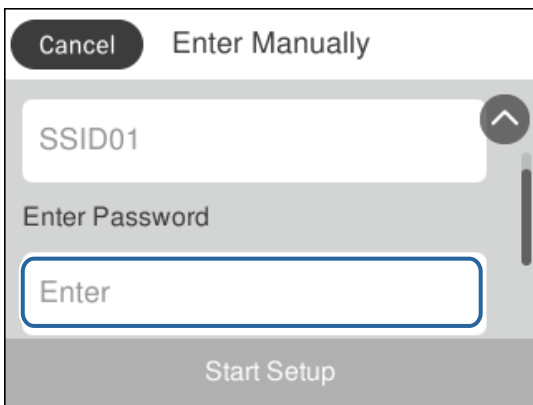 Cancel Enter Manually
SSID01
Enter Password
Enter
Start Setup